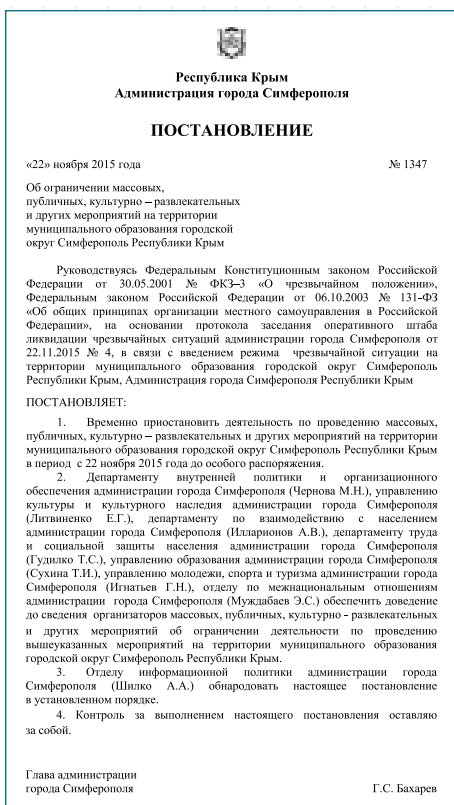 Республика Крым
Администрация города Симферополя
ПОСТАНОВЛЕНИЕ
«22» ноября 2015 года № 1347
Об ограничении массовых,
публичных, культурно – развлекательных
и других мероприятий на территории
муниципального образования городской
округ Симферополь Республики Крым
Руководствуясь Федеральным Конституционным законом Российской
Федерации от 30.05.2001 № ФКЗ–3 «О чрезвычайном положении»,
Федеральным законом Российской Федерации от 06.10.2003 № 131-ФЗ
«Об общих принципах организации местного самоуправления в Российской
Федерации», на основании протокола заседания оперативного штаба
ликвидации чрезвычайных ситуаций администрации города Симферополя от
22.11.2015 № 4, в связи с введением режима чрезвычайной ситуации на
территории муниципального образования городской округ Симферополь
Республики Крым, Администрация города Симферополя Республики Крым
ПОСТАНОВЛЯЕТ:
1. Временно приостановить деятельность по проведению массовых,
публичных, культурно – развлекательных и других мероприятий на территории
муниципального образования городской округ Симферополь Республики Крым
в период с 22 ноября 2015 года до особого распоряжения.
2. Департаменту внутренней политики и организационного
обеспечения администрации города Симферополя (Чернова М.Н.), управлению
культуры и культурного наследия администрации города Симферополя
(Литвиненко Е.Г.), департаменту по взаимодействию с населением
администрации города Симферополя (Илларионов А.В.), департаменту труда
и социальной защиты населения администрации города Симферополя
(Гудилко Т.С.), управлению образования администрации города Симферополя
(Сухина Т.И.), управлению молодежи, спорта и туризма администрации города
Симферополя (Игнатьев Г.Н.), отделу по межнациональным отношениям
администрации города Симферополя (Муждабаев Э.С.) обеспечить доведение
до сведения организаторов массовых, публичных, культурно - развлекательных
и других мероприятий об ограничении деятельности по проведению
вышеуказанных мероприятий на территории муниципального образования
городской округ Симферополь Республики Крым.
3. Отделу информационной политики администрации города
Симферополя (Шилко А.А.) обнародовать настоящее постановление
в установленном порядке.
4. Контроль за выполнением настоящего постановления оставляю
за собой.
Глава администрации
города Симферополя Г.С. Бахарев